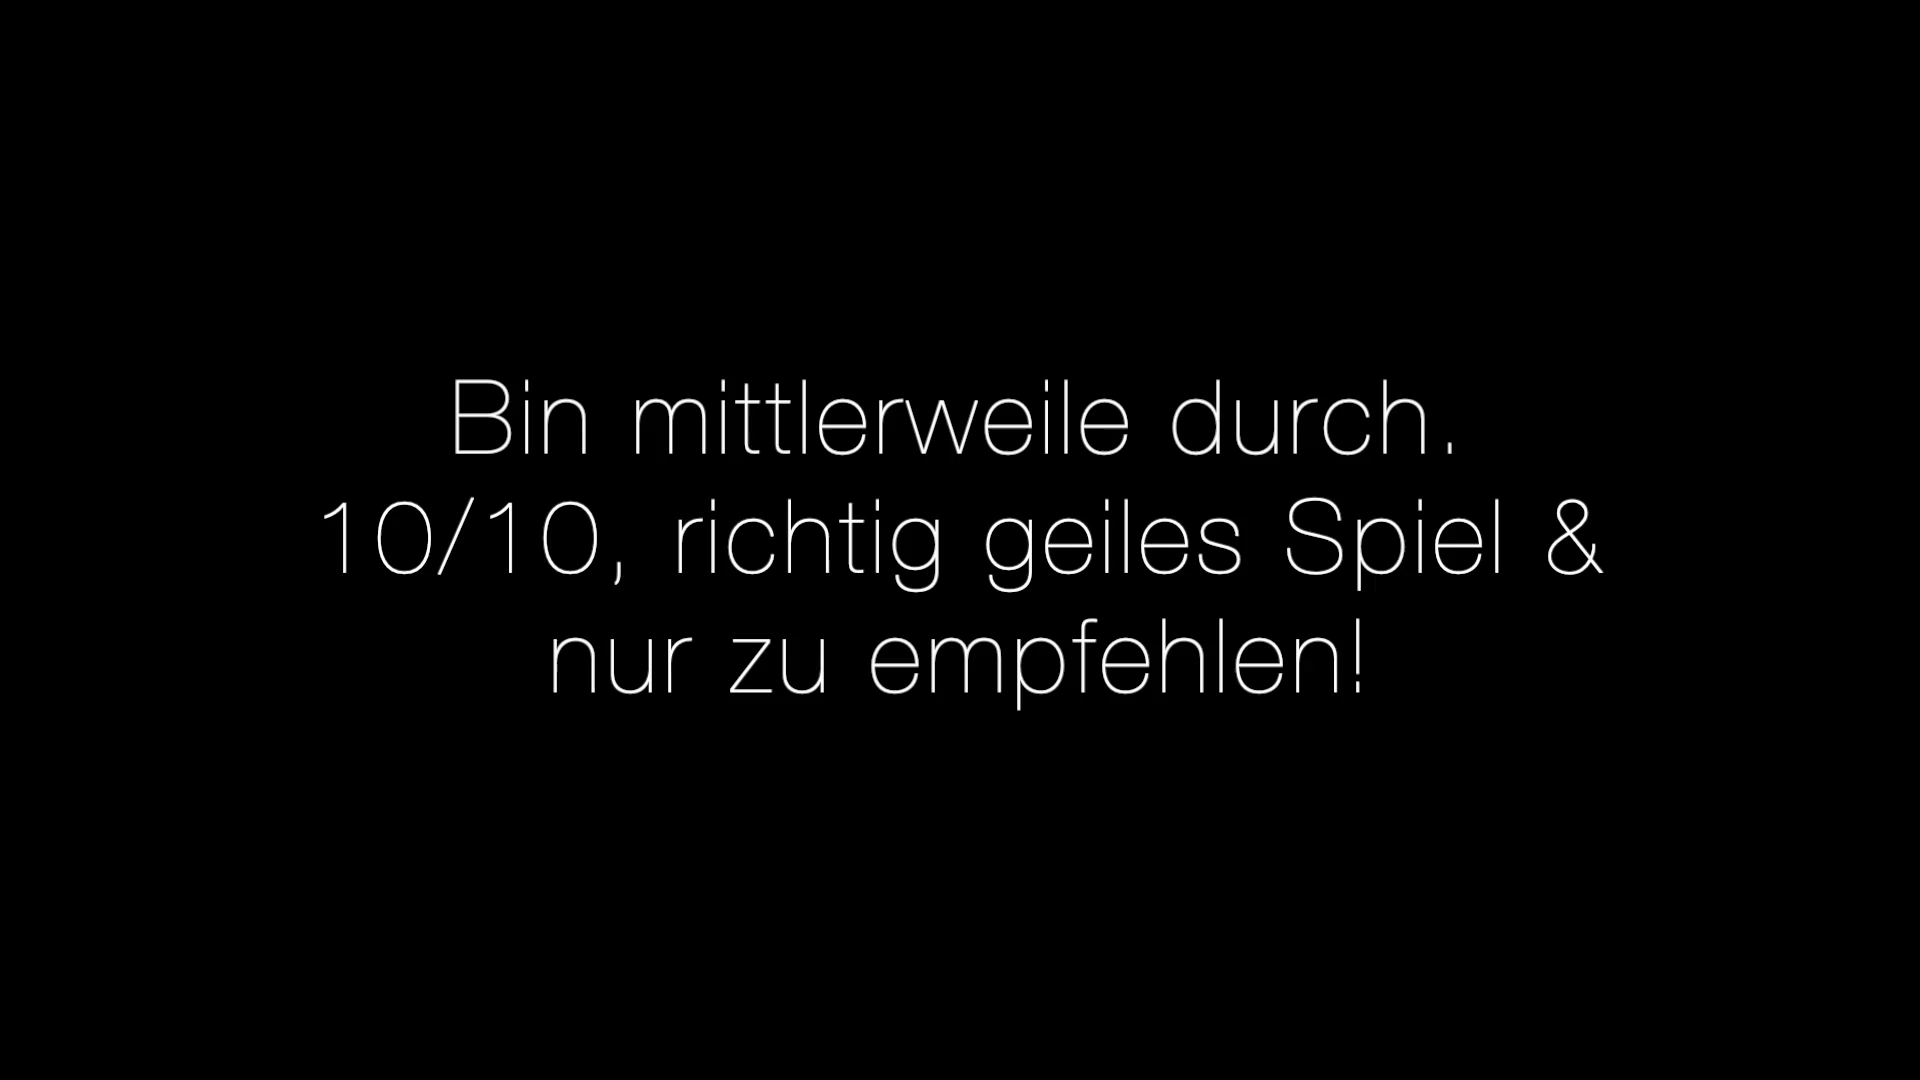 Bin mittlerweile durch.
10/10, richtig geiles Spiel &
nur zu empfehlen!